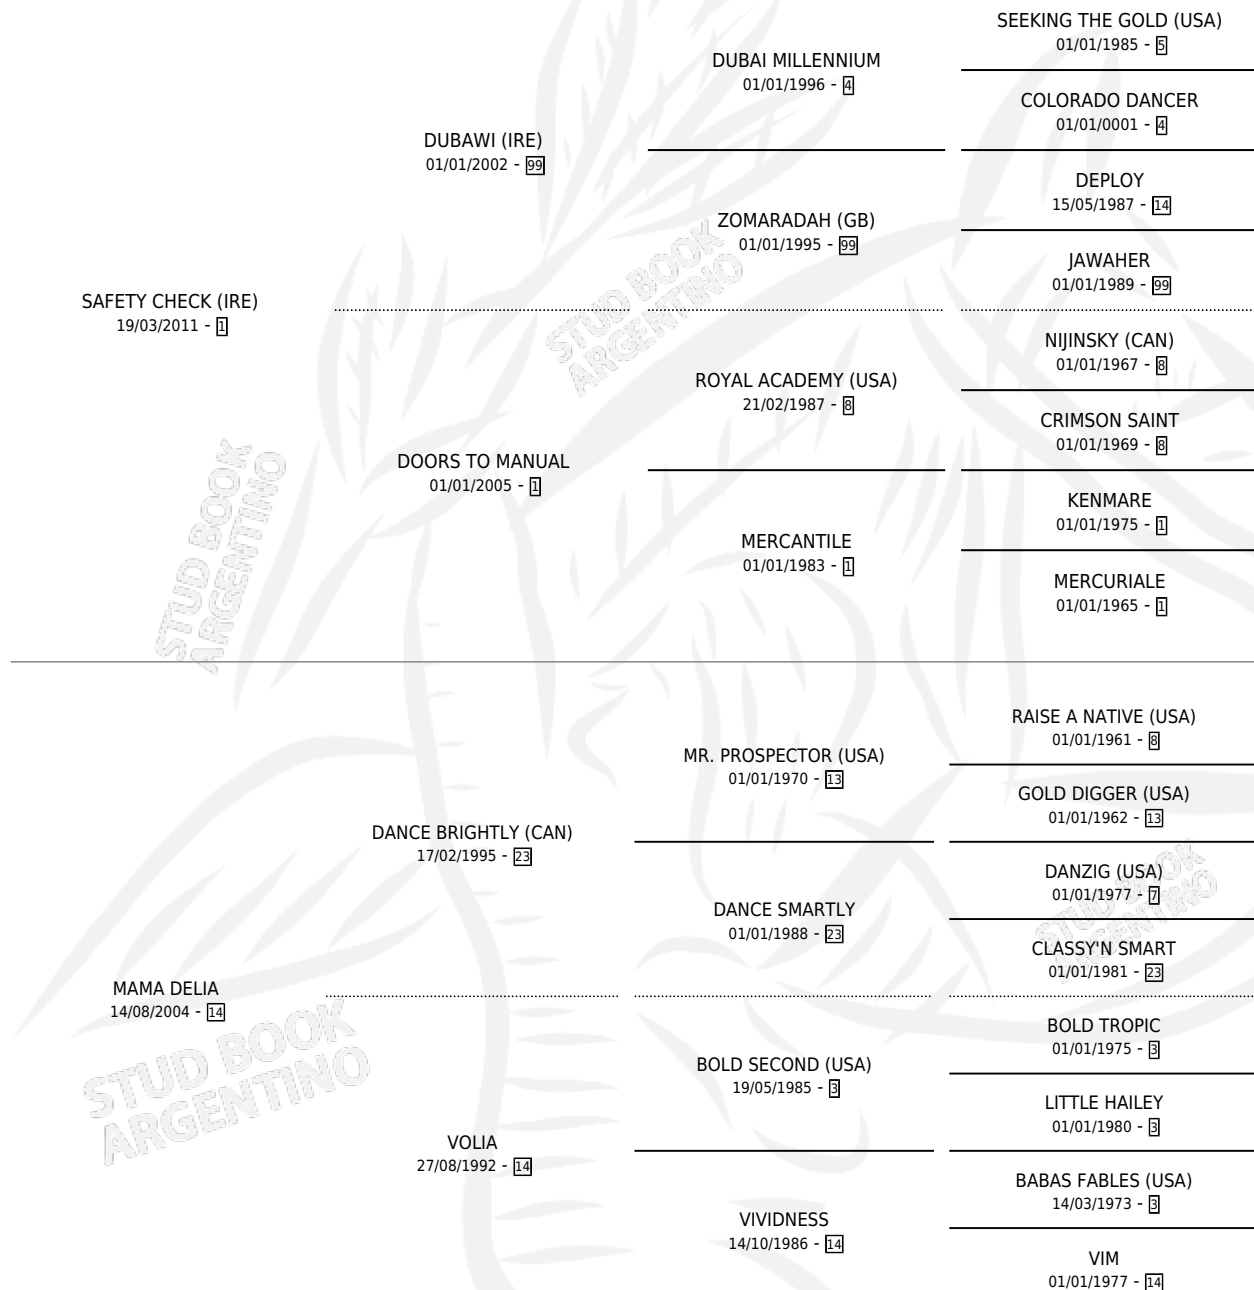 SEEKING THE GOLD (USA)
01/01/1985 - 5
DUBAI MILLENNIUM
01/01/1996 - 4
COLORADO DANCER
01/01/0001 - 4
DUBAWI (IRE)
01/01/2002 - 99
DEPLOY
15/05/1987 - 14
ZOMARADAH (GB)
01/01/1995 - 99
JAWAHER
01/01/1989 - 99
SAFETY CHECK (IRE)
19/03/2011 - 1
NIJINSKY (CAN)
01/01/1967 - 8
ROYAL ACADEMY (USA)
21/02/1987 - 8
CRIMSON SAINT
01/01/1969 - 8
DOORS TO MANUAL
01/01/2005 - 1
KENMARE
01/01/1975 - 1
MERCANTILE
01/01/1983 - 1
MERCURIALE
01/01/1965 - 1
RAISE A NATIVE (USA)
01/01/1961 - 8
MR. PROSPECTOR (USA)
01/01/1970 - 13
GOLD DIGGER (USA)
01/01/1962 - 13
DANCE BRIGHTLY (CAN)
17/02/1995 - 23
DANZIG (USA)
01/01/1977 - 7
DANCE SMARTLY
01/01/1988 - 23
CLASSY'N SMART
01/01/1981 - 23
MAMA DELIA
14/08/2004 - 14
BOLD TROPIC
01/01/1975 - 3
BOLD SECOND (USA)
19/05/1985 - 3
LITTLE HAILEY
01/01/1980 - 3
VOLIA
27/08/1992 - 14
BABAS FABLES (USA)
14/03/1973 - 3
VIVIDNESS
14/10/1986 - 14
VIM
01/01/1977 - 14
STUD BOOK
ARGENTINO
STUD BOOK
ARGENTINO
STUD BOOK
ARGENTINO
STUD BOOK
ARGENTINO